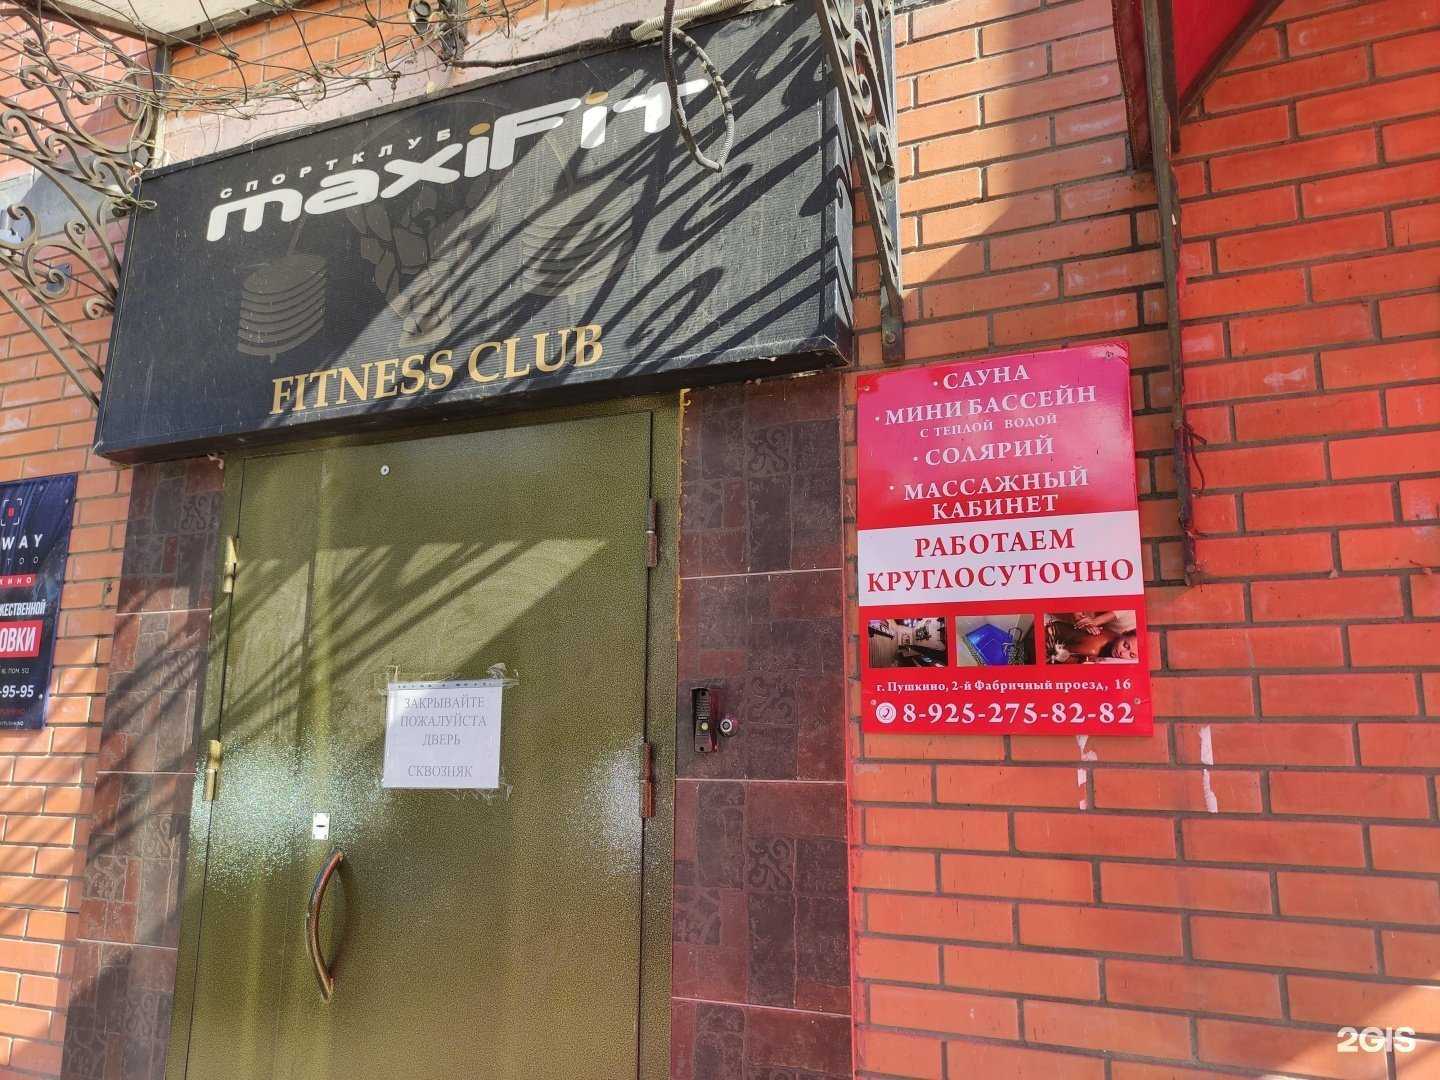 СПОРТКЛУБ
maxiFit
FITNESS CLUB
· САУНА
· МИНИ БАССЕЙН
С ТЕПЛОЙ ВОДОЙ
· СОЛЯРИЙ
· МАССАЖНЫЙ
КАБИНЕТ
РАБОТАЕМ
КРУГЛОСУТОЧНО
г. Пушкино, 2-й Фабричный проезд, 16
8-925-275-82-82
ЗАКРЫВАЙТЕ
ПОЖАЛУЙСТА
ДВЕРЬ
СКВОЗНЯК
WAY
ОВКИ
-95-95
2GIS